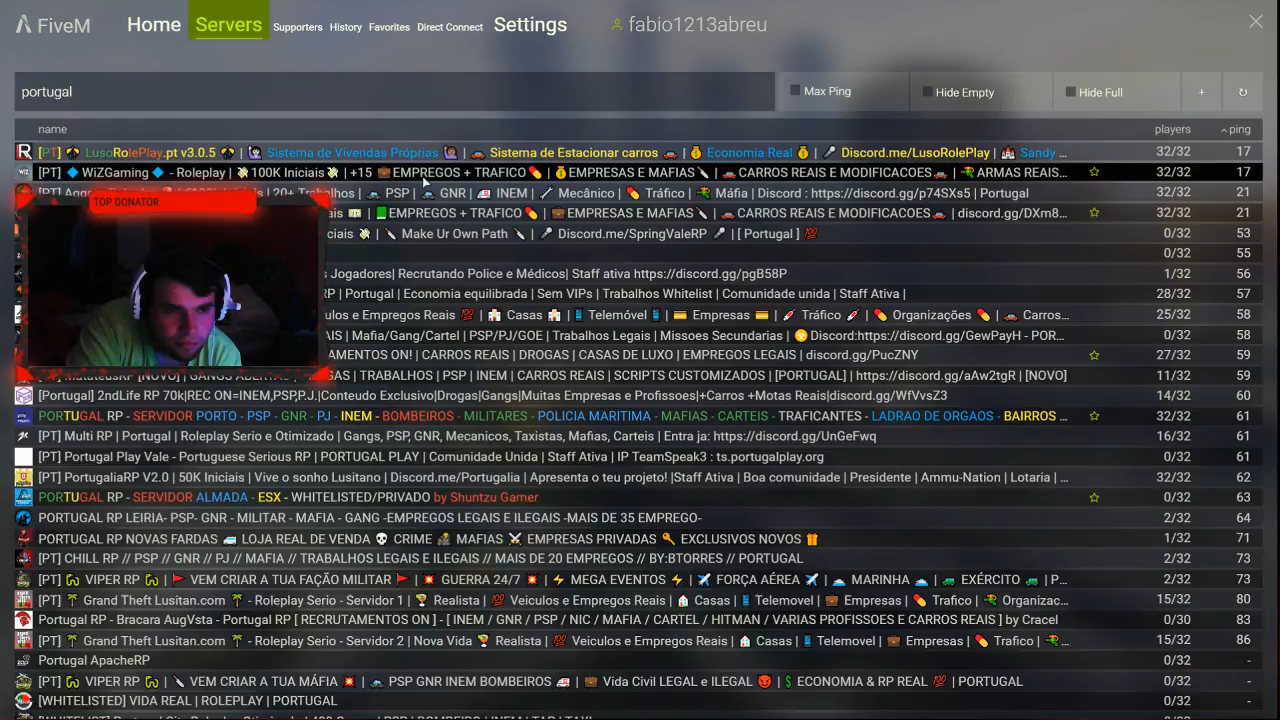 FiveM Home Servers Supporters History Favorites Direct Connect Settings fabio1213abreu
portugal Max Ping Hide Empty + Hide Full
name players ping
[PT] LusoRolePlay.pt v3.0.5 | Sistema de Vivendas Próprias | Sistema de Estacionar carros | Economia Real | Discord.me/LusoRolePlay | Sandy 32/32 17
[PT] WiZGaming - Roleplay | 100K Iniciais | +15 EMPREGOS + TRAFICO | EMPRESAS E MAFIAS | CARROS REAIS E MODIFICACOES | ARMAS REAIS... 32/32 17
20+ Trabalhos | PSP | GNR | INEM | Mecânico | Tráfico | Máfia | Discord : https://discord.gg/p74SXs5 | Portugal 32/32 21
TOP DONATOR
| EMPREGOS + TRAFICO | EMPRESAS E MAFIAS | CARROS REAIS E MODIFICACOES | discord.gg/DXm8... 32/32 21
| Make Ur Own Path | Discord.me/SpringValeRP | [ Portugal ] 0/32 53
0/32 55
s Jogadores| Recrutando Police e Médicos| Staff ativa https://discord.gg/pgB58P 1/32 56
P | Portugal | Economia equilibrada | Sem VIPs | Trabalhos Whitelist | Comunidade unida | Staff Ativa | 28/32 57
ulos e Empregos Reais | Casas | Telemóvel | Empresas | Tráfico | Organizações | Carros... 25/32 58
AIS | Mafia/Gang/Cartel | PSP/PJ/GOE | Trabalhos Legais | Missoes Secundarias | Discord:https://discord.gg/GewPayH - POR... 0/32 58
AMENTOS ON! | CARROS REAIS | DROGAS | CASAS DE LUXO | EMPREGOS LEGAIS | discord.gg/PucZNY 27/32 59
| TRABALHOS | PSP | INEM | CARROS REAIS | SCRIPTS CUSTOMIZADOS | [PORTUGAL] | https://discord.gg/aAw2tgR | [NOVO] 11/32 59
[Portugal] 2ndLife RP 70k|REC ON=INEM,PSP,GNR|Conteudo Exclusivo|Drogas|Gangs|Muitas Empresas e Profissoes|+Carros +Motas Reais|discord.gg/WfVvsZ3 14/32 60
PORTUGAL RP - SERVIDOR PORTO - PSP - GNR - PJ - INEM - BOMBEIROS - MILITARES - POLICIA MARITIMA - MAFIAS - CARTEIS - TRAFICANTES - LADRAO DE ORGAOS - BAIRROS ... 32/32 61
[PT] Multi RP | Portugal | Roleplay Serio e Otimizado | Gangs, PSP, GNR, Mecanicos, Taxistas, Mafias, Carteis | Entra ja: https://discord.gg/UnGeFwq 16/32 61
[PT] Portugal Play Vale - Portuguese Serious RP | PORTUGAL PLAY | Comunidade Unida | Staff Ativa | IP TeamSpeak3 : ts.portugalplay.org 0/32 61
[PT] PortugaliaRP V2.0 | 50K Iniciais | Vive o sonho Lusitano | Discord.me/Portugalia | Apresenta o teu projeto! |Staff Ativa | Boa comunidade | Presidente | Ammu-Nation | Lotaria ... 11/32 62
PORTUGAL RP - SERVIDOR ALMADA - ESX - WHITELISTED/PRIVADO by Shuntzu Gamer 0/32 63
PORTUGAL RP LEIRIA- PSP- GNR - MILITAR - MAFIA - GANG -EMPREGOS LEGAIS E ILEGAIS -MAIS DE 35 EMPREGO- 2/32 64
PORTUGAL RP NOVAS FARDAS LOJA REAL DE VENDA CRIME MAFIAS EMPRESAS PRIVADAS EXCLUSIVOS NOVOS 1/32 71
[PT] CHILL RP // PSP // GNR // PJ // MAFIA // TRABALHOS LEGAIS E ILEGAIS // MAIS DE 20 EMPREGOS // BY:BTORRES // PORTUGAL 2/32 73
[PT] VIPER RP | VEM CRIAR A TUA FAÇÃO MILITAR | GUERRA 24/7 | MEGA EVENTOS | FORÇA AÉREA | MARINHA | EXÉRCITO | P... 2/32 73
[PT] Grand Theft Lusitan.com - Roleplay Serio - Servidor 1 | Realista | Veiculos e Empregos Reais | Casas | Telemovel | Empresas | Trafico | Organizac... 15/32 80
Portugal RP - Bracara AugVsta - Portugal RP [ RECRUTAMENTOS ON ] - [ INEM / GNR / PSP / NIC / MAFIA / CARTEL / HITMAN / VARIAS PROFISSOES E CARROS REAIS ] by Cracel 0/30 83
[PT] Grand Theft Lusitan.com - Roleplay Serio - Servidor 2 | Nova Vida Realista | Veiculos e Empregos Reais | Casas | Telemovel | Empresas | Trafico | 15/32 86
Portugal ApacheRP 0/32 -
[PT] VIPER RP | VEM CRIAR A TUA MÁFIA | PSP GNR INEM BOMBEIROS | Vida Civil LEGAL e ILEGAL | $ ECONOMIA & RP REAL | PORTUGAL 0/32 -
[WHITELISTED] VIDA REAL | ROLEPLAY | PORTUGAL 0/32 -